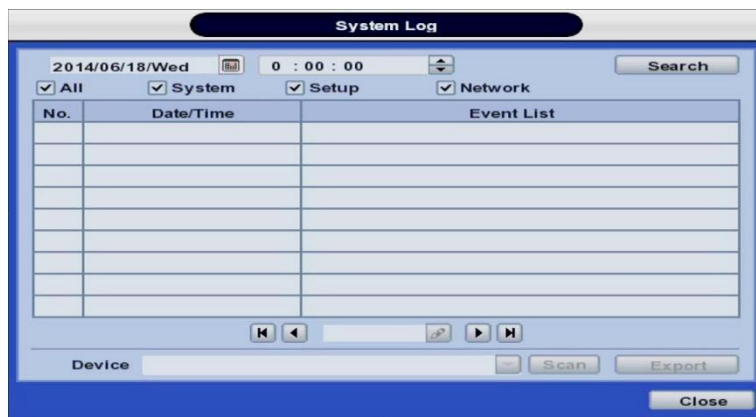 System Log
2014/06/18/Wed 0 : 00 : 00 Search
All System Setup Network
No. Date/Time Event List
Device Scan Export
Close